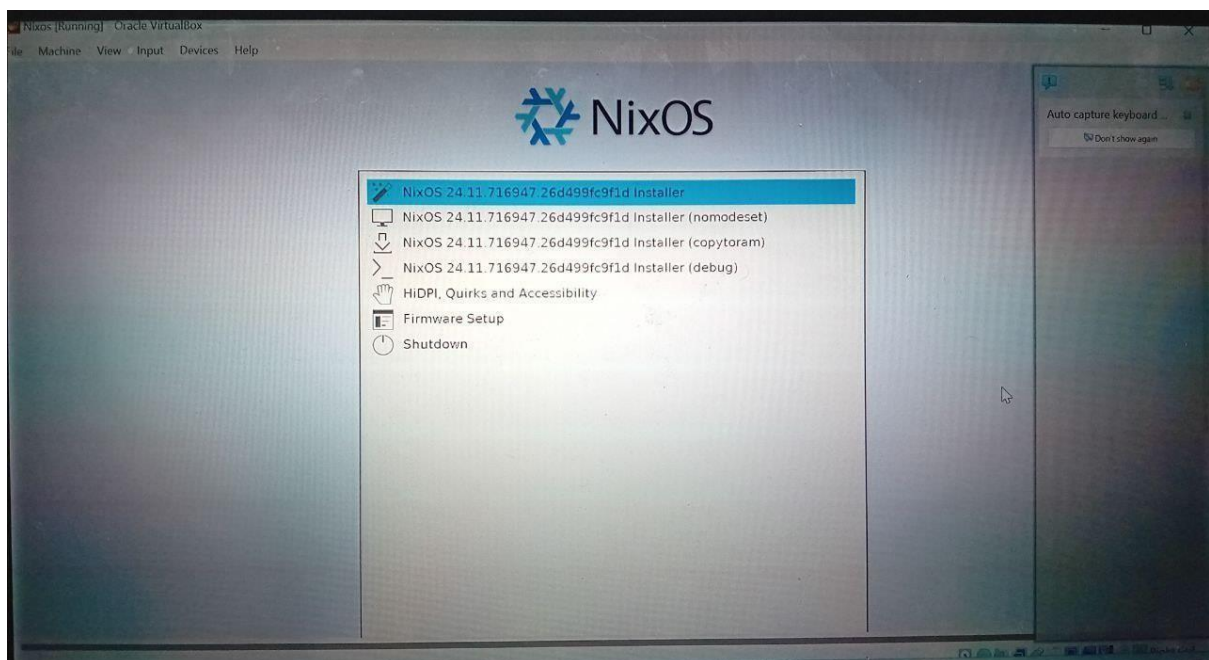 Nixos [Running] Oracle VirtualBox
Machine View Input Devices Help
NixOS
Auto capture keyboard ...
Don't show again
NixOS 24.11.716947.26d499fc9f1d Installer
NixOS 24.11.716947.26d499fc9f1d Installer (nomodeset)
NixOS 24.11.716947.26d499fc9f1d Installer (copytoram)
NixOS 24.11.716947.26d499fc9f1d Installer (debug)
HiDPI, Quirks and Accessibility
Firmware Setup
Shutdown